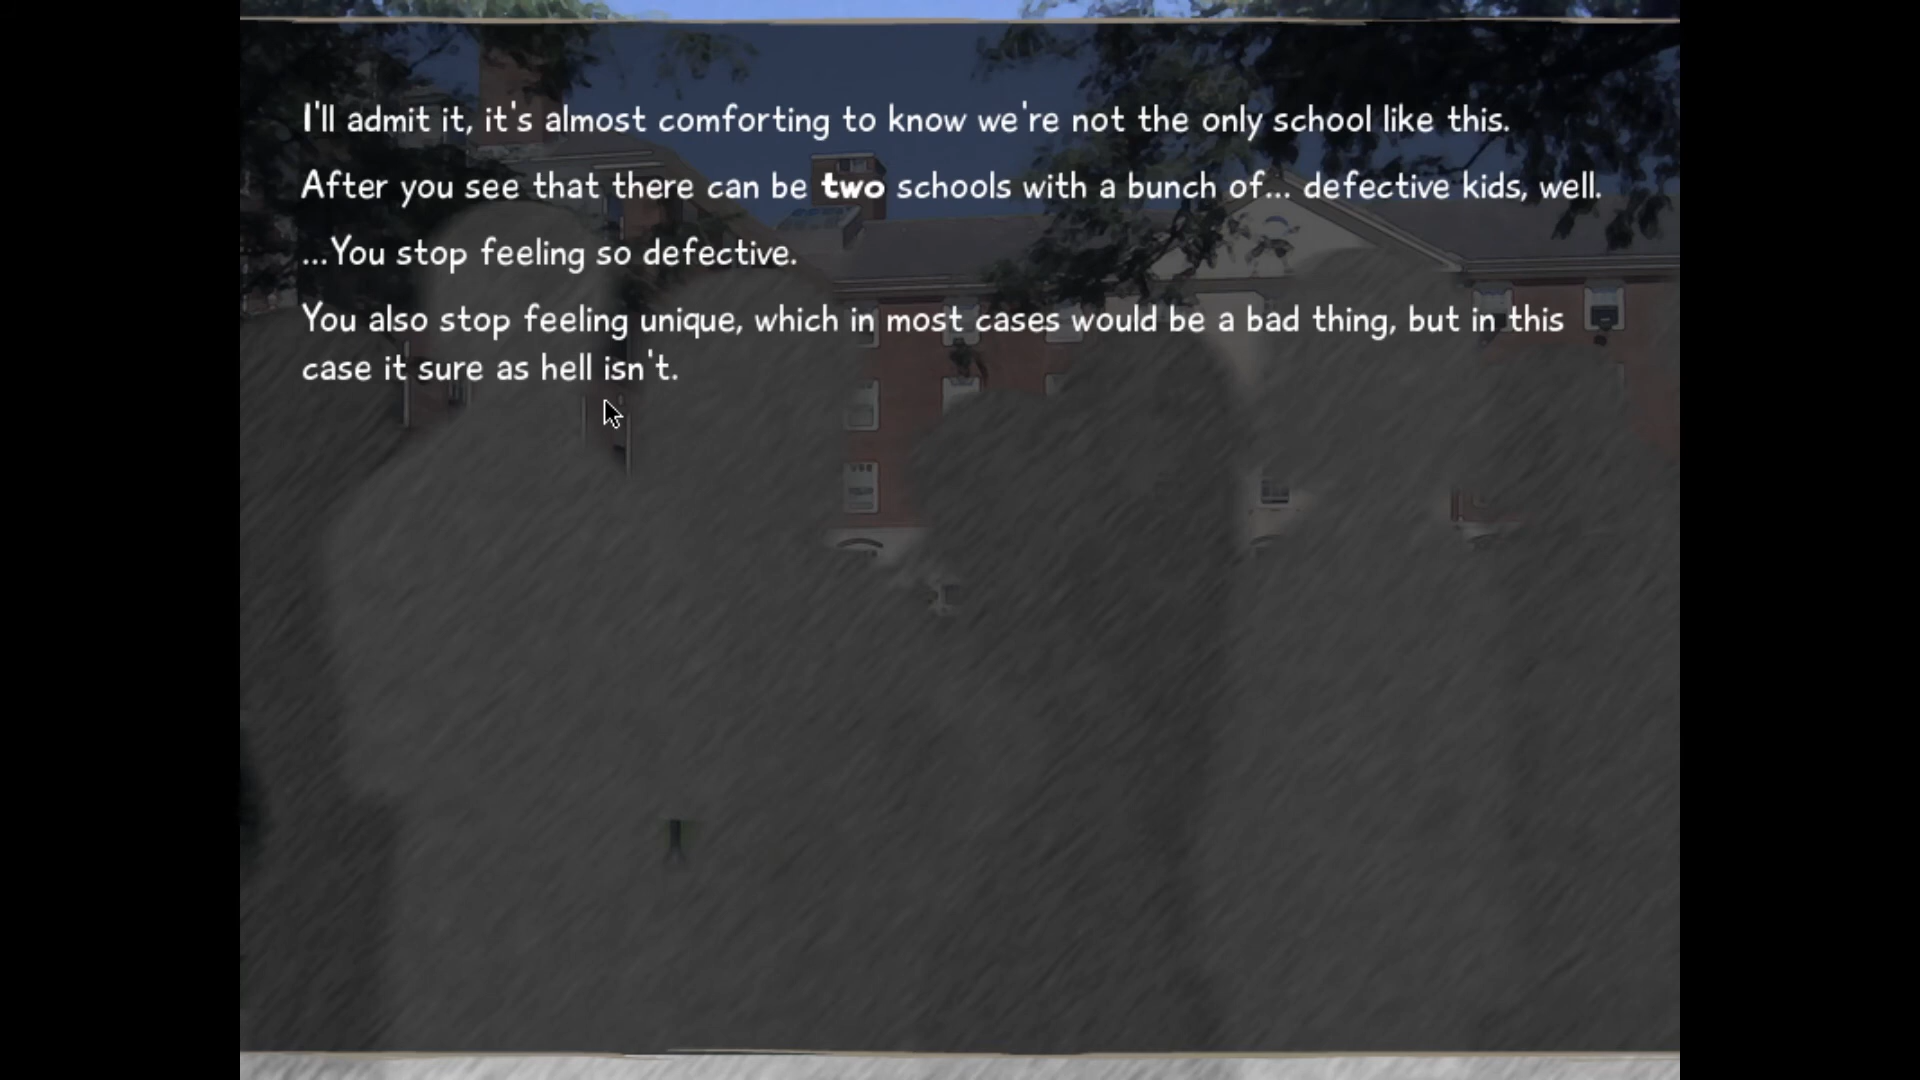 I'll admit it, it's almost comforting to know we're not the only school like this.
After you see that there can be two schools with a bunch of... defective kids, well.
...You stop feeling so defective.
You also stop feeling unique, which in most cases would be a bad thing, but in this
case it sure as hell isn't.